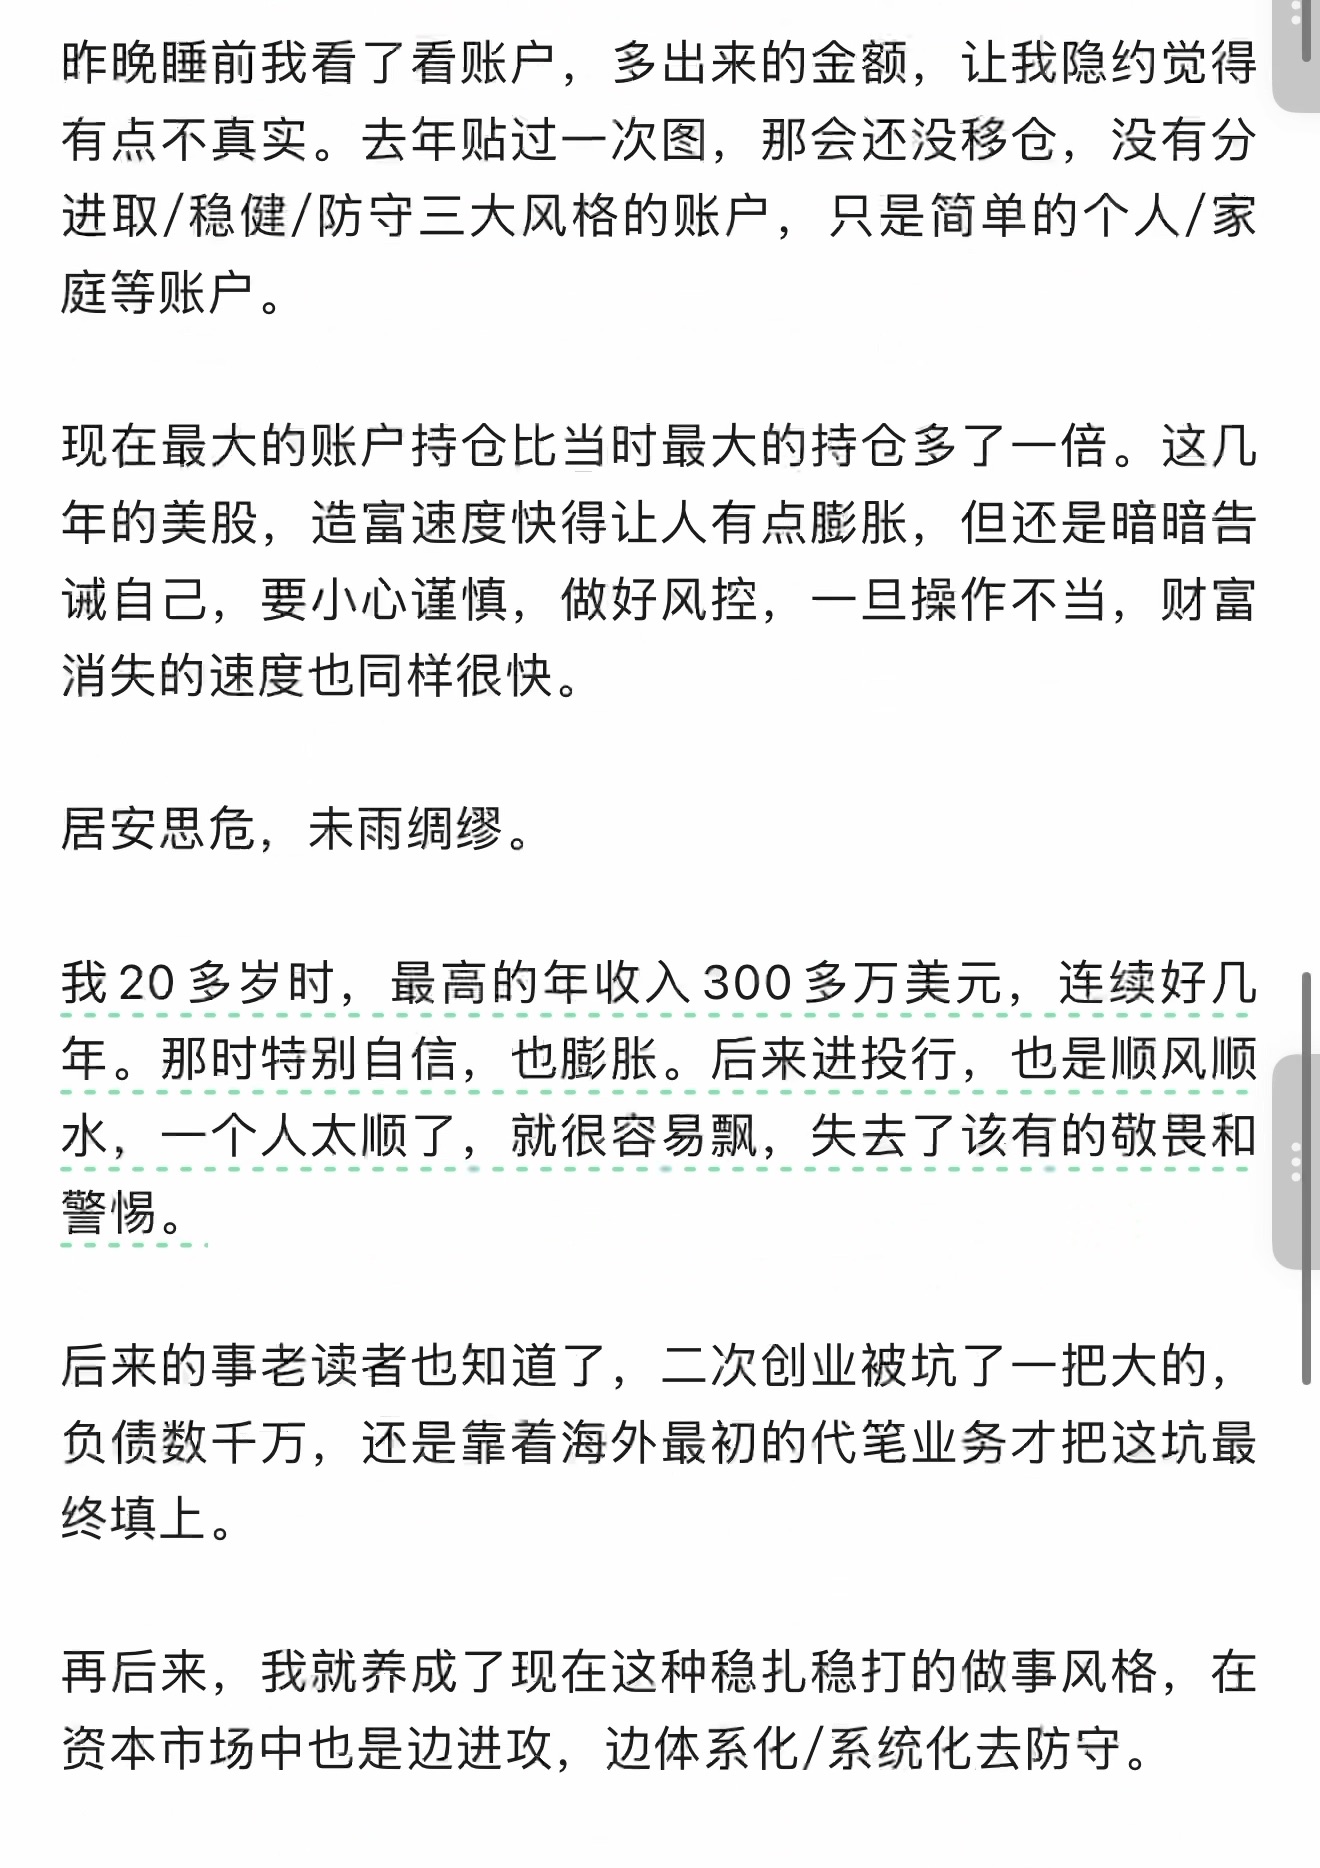 昨晚睡前我看了看账户，多出来的金额，让我隐约觉得
有点不真实。去年贴过一次图，那会还没移仓，没有分
进取/稳健/防守三大风格的账户，只是简单的个人/家
庭等账户。
现在最大的账户持仓比当时最大的持仓多了一倍。这几
年的美股，造富速度快得让人有点膨胀，但还是暗暗告
诫自己，要小心谨慎，做好风控，一旦操作不当，财富
消失的速度也同样很快。
居安思危，未雨绸缪。
我20多岁时，最高的年收入300多万美元，连续好几
年。那时特别自信，也膨胀。后来进投行，也是顺风顺
水，一个人太顺了，就很容易飘，失去了该有的敬畏和
警惕。
后来的事老读者也知道了，二次创业被坑了一把大的，
负债数千万，还是靠着海外最初的代笔业务才把这坑最
终填上。
再后来，我就养成了现在这种稳扎稳打的做事风格，在
资本市场中也是边进攻，边体系化/系统化去防守。